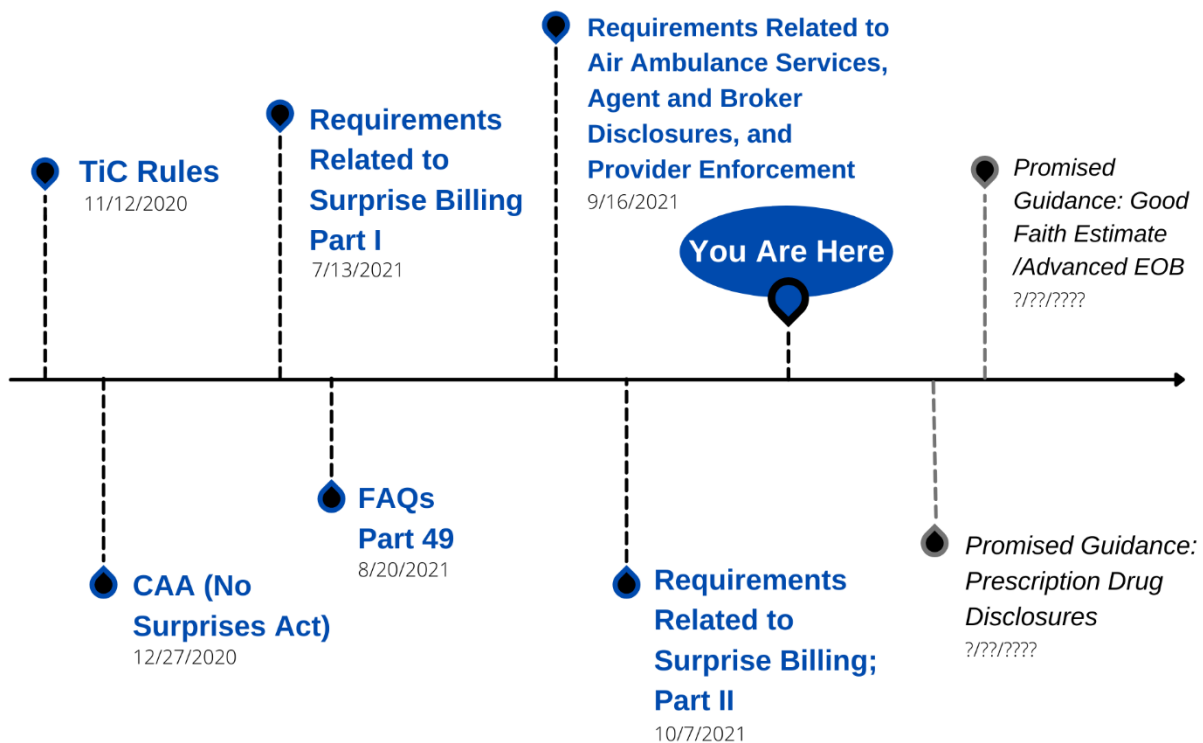 TiC Rules
11/12/2020
Requirements
Related to
Surprise Billing
Part I
7/13/2021
Requirements Related to
Air Ambulance Services,
Agent and Broker
Disclosures, and
Provider Enforcement
9/16/2021
You Are Here
Promised
Guidance: Good
Faith Estimate
/Advanced EOB
?/??/????
CAA (No
Surprises Act)
12/27/2020
FAQs
Part 49
8/20/2021
Requirements
Related to
Surprise Billing;
Part II
10/7/2021
Promised Guidance:
Prescription Drug
Disclosures
?/??/????